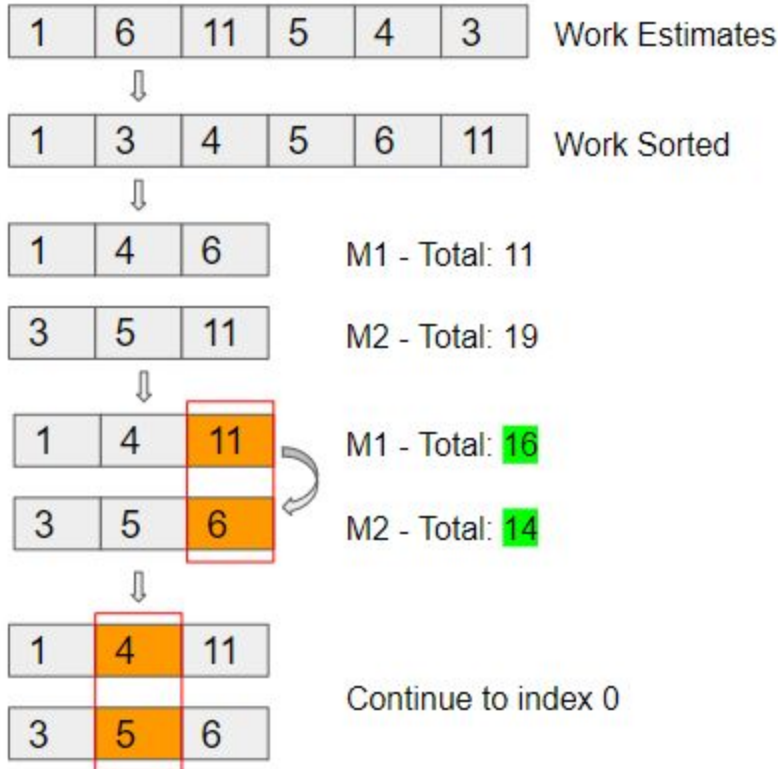 1 6 11 5 4 3 Work Estimates
1 3 4 5 6 11 Work Sorted
1 4 6 M1 - Total: 11
3 5 11 M2 - Total: 19
1 4 11 M1 - Total: 16
3 5 6 M2 - Total: 14
1 4 11
Continue to index 0
3 5 6